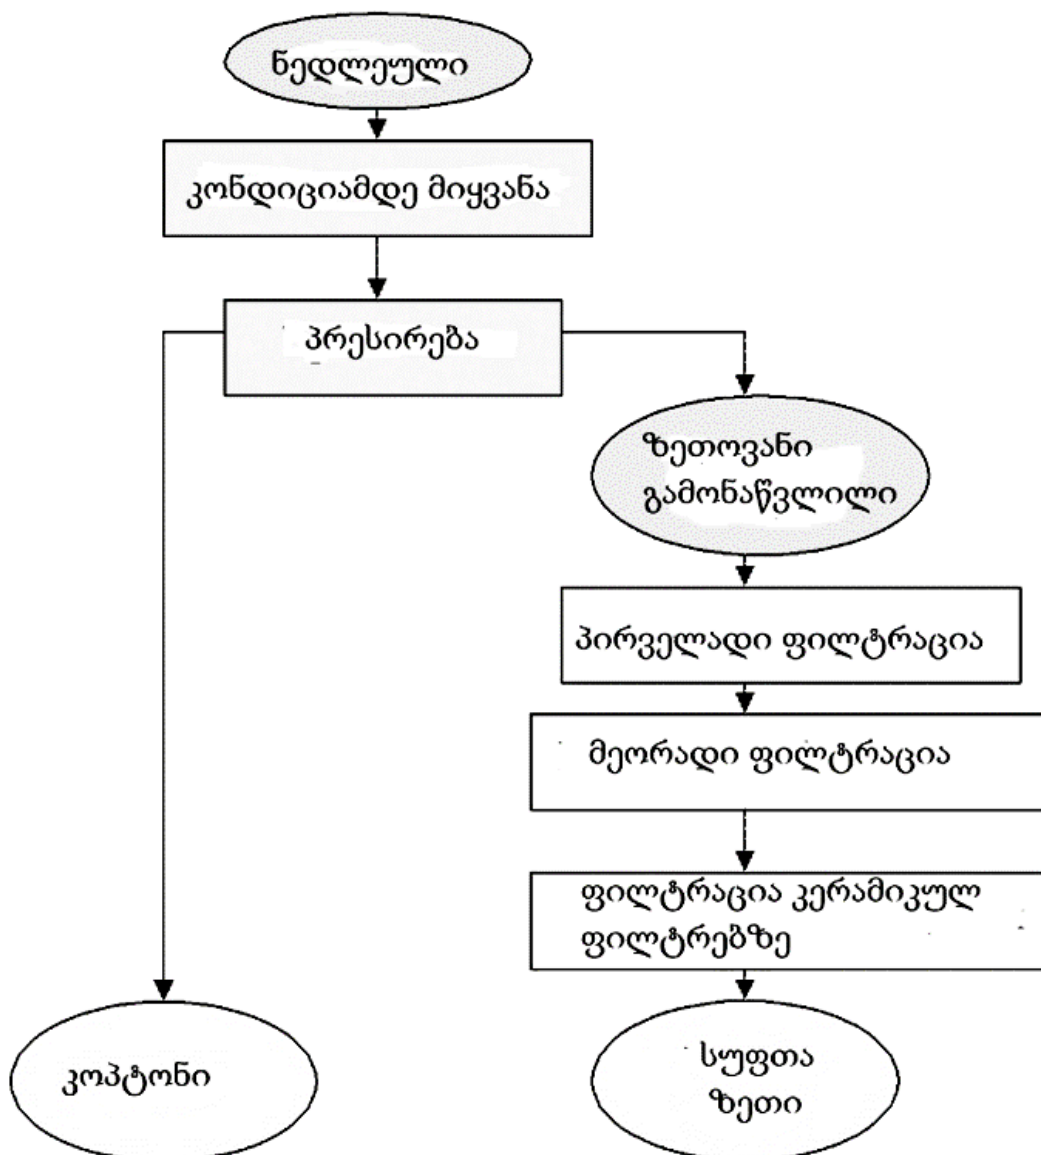 ნედლეული
კონდიციამდე მიყვანა
პრესირება
ზეთოვანი
გამონაწვლილი
პირველადი ფილტრაცია
მეორადი ფილტრაცია
ფილტრაცია კერამიკულ
ფილტრებზე
კოპტონი
სუფთა
ზეთი